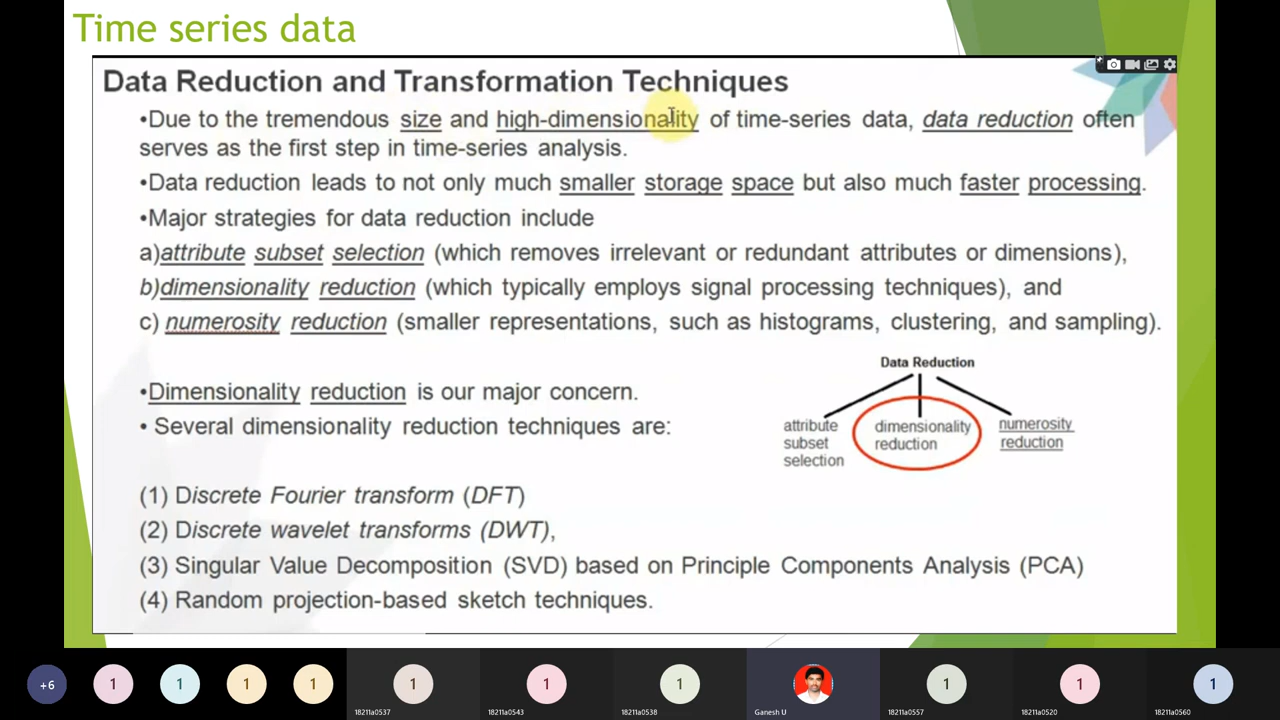 Time series data
Data Reduction and Transformation Techniques
•Due to the tremendous size and high-dimensionality of time-series data, data reduction often
serves as the first step in time-series analysis.
•Data reduction leads to not only much smaller storage space but also much faster processing.
•Major strategies for data reduction include
a)attribute subset selection (which removes irrelevant or redundant attributes or dimensions),
b)dimensionality reduction (which typically employs signal processing techniques), and
c) numerosity reduction (smaller representations, such as histograms, clustering, and sampling).
•Dimensionality reduction is our major concern.
• Several dimensionality reduction techniques are:
Data Reduction
attribute
subset
selection
dimensionality
reduction
numerosity
reduction
(1) Discrete Fourier transform (DFT)
(2) Discrete wavelet transforms (DWT),
(3) Singular Value Decomposition (SVD) based on Principle Components Analysis (PCA)
(4) Random projection-based sketch techniques.
+6 1 1 1 1 1 1 1 1 1 1
18211a0537 18211a0543 18211a0538 Ganesh U 18211a0557 18211a0520 18211a0560